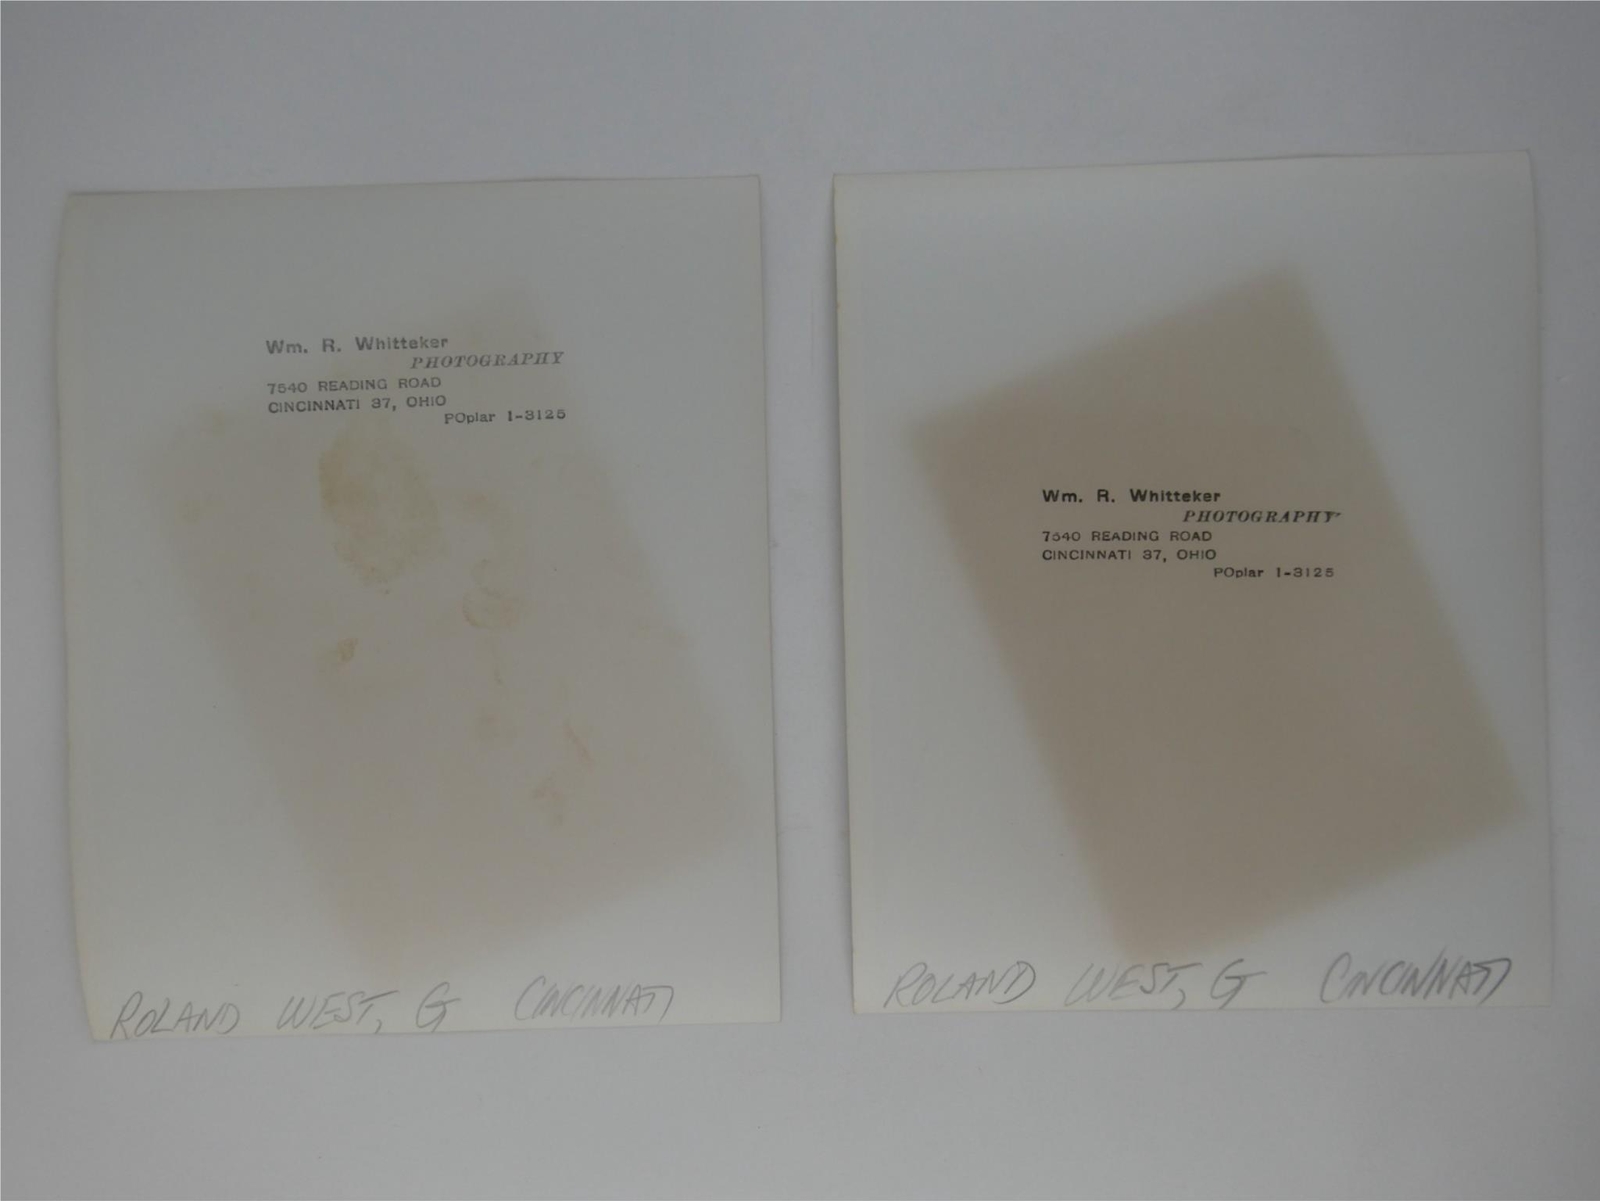 Wm. R. Whitteker
PHOTOGRAPHY
7540 READING ROAD
CINCINNATI 37, OHIO
POplar 1-3125
ROLAND WEST, G CINCINNATI
Wm. R. Whitteker
PHOTOGRAPHY
7540 READING ROAD
CINCINNATI 37, OHIO
POplar 1-3125
ROLAND WEST, G CINCINNATI